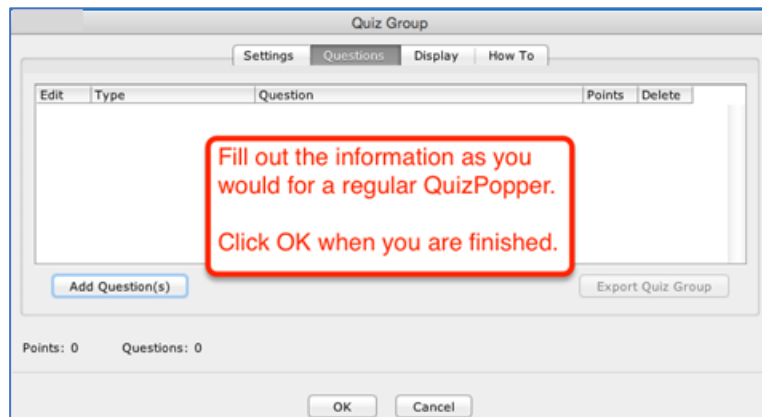 Quiz Group
Settings Questions Display How To
Edit Type Question Points Delete
Fill out the information as you
would for a regular QuizPopper.
Click OK when you are finished.
Add Question(s) Export Quiz Group
Points: 0 Questions: 0
OK Cancel